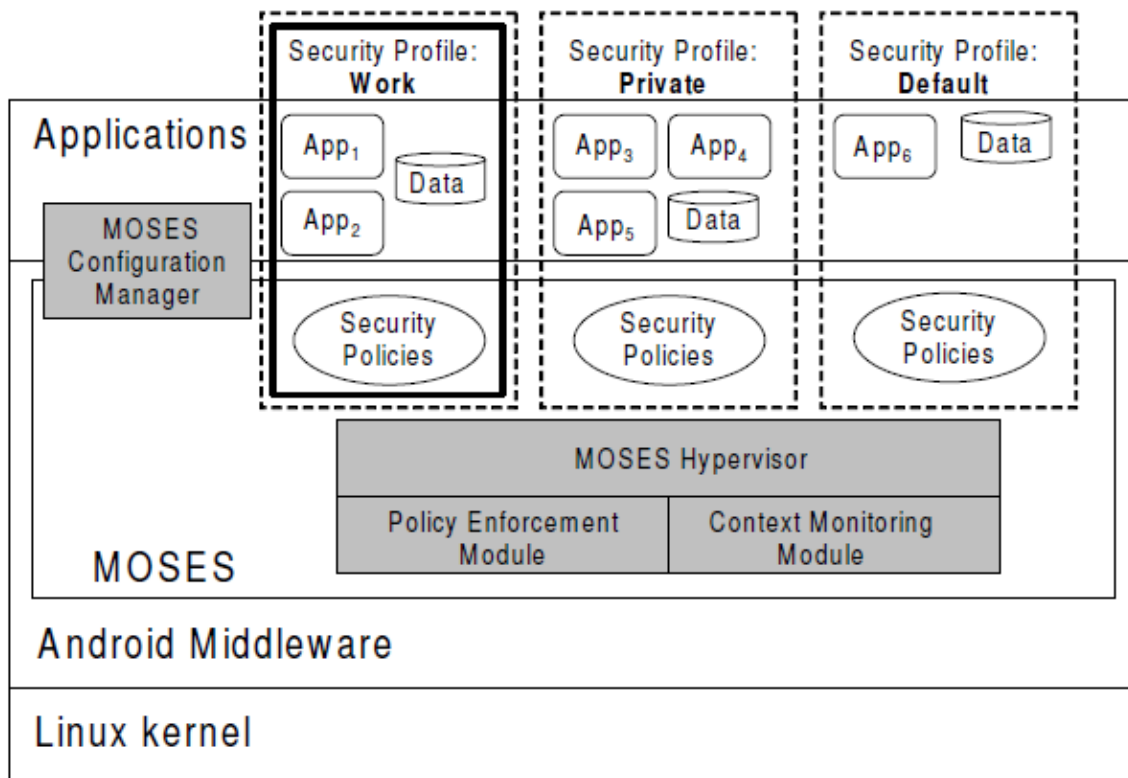 Security Profile:
Work
Security Profile:
Private
Security Profile:
Default
Applications
App₁
Data
App₂
App₃
App₄
App₅
Data
App₆
Data
MOSES
Configuration
Manager
Security
Policies
Security
Policies
Security
Policies
MOSES Hypervisor
Policy Enforcement
Module
Context Monitoring
Module
MOSES
Android Middleware
Linux kernel